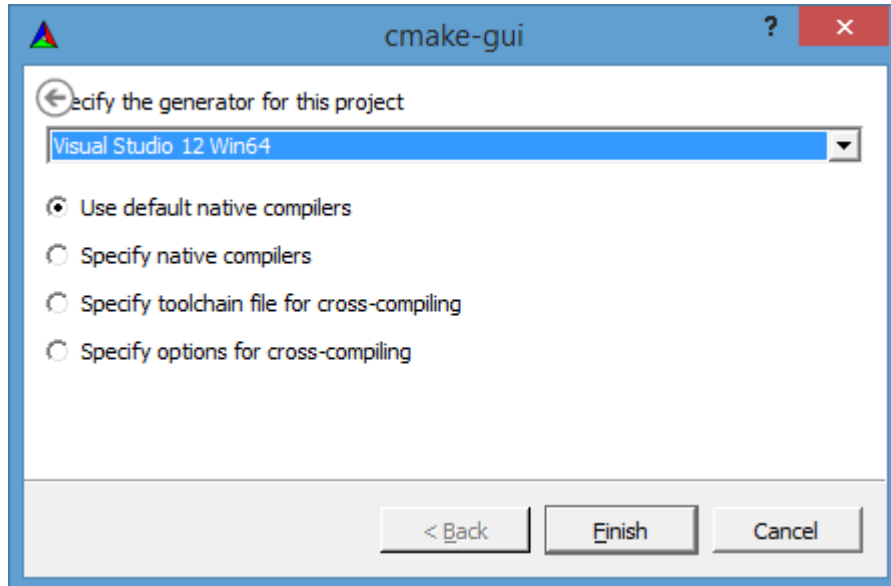 cmake-gui
?
ecify the generator for this project
Visual Studio 12 Win64
Use default native compilers
Specify native compilers
Specify toolchain file for cross-compiling
Specify options for cross-compiling
< Back
Finish
Cancel